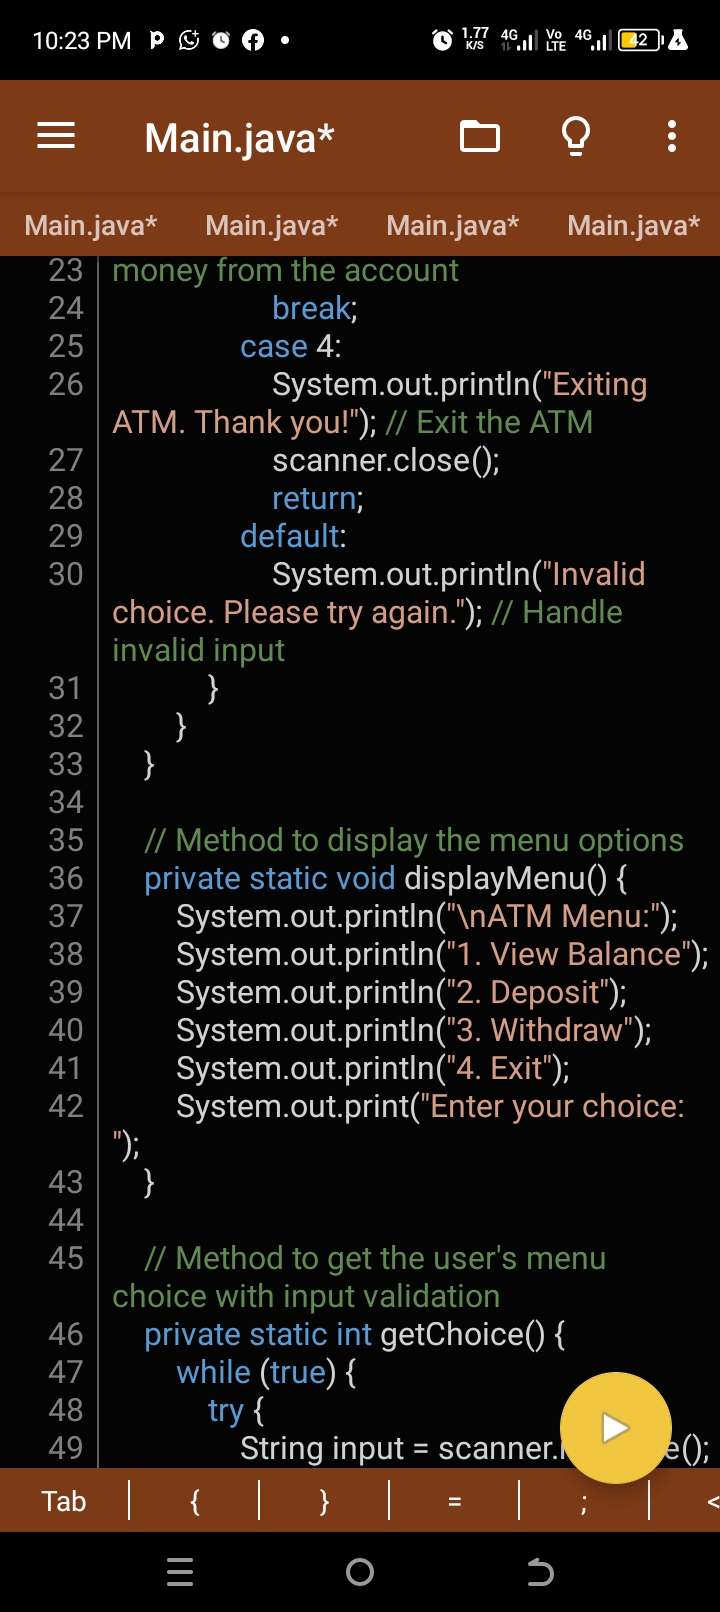 10:23 PM 1.77 K/S 4G Vo LTE 4G 42
Main.java*
Main.java* Main.java* Main.java* Main.java*
23 money from the account
24 break;
25 case 4:
26 System.out.println("Exiting
ATM. Thank you!"); // Exit the ATM
27 scanner.close();
28 return;
29 default:
30 System.out.println("Invalid
choice. Please try again."); // Handle
invalid input
31 }
32 }
33 }
34
35 // Method to display the menu options
36 private static void displayMenu() {
37 System.out.println("\nATM Menu:");
38 System.out.println("1. View Balance");
39 System.out.println("2. Deposit");
40 System.out.println("3. Withdraw");
41 System.out.println("4. Exit");
42 System.out.print("Enter your choice:
");
43 }
44
45 // Method to get the user's menu
choice with input validation
46 private static int getChoice() {
47 while (true) {
48 try {
49 String input = scanner. e();
Tab { } = ; <